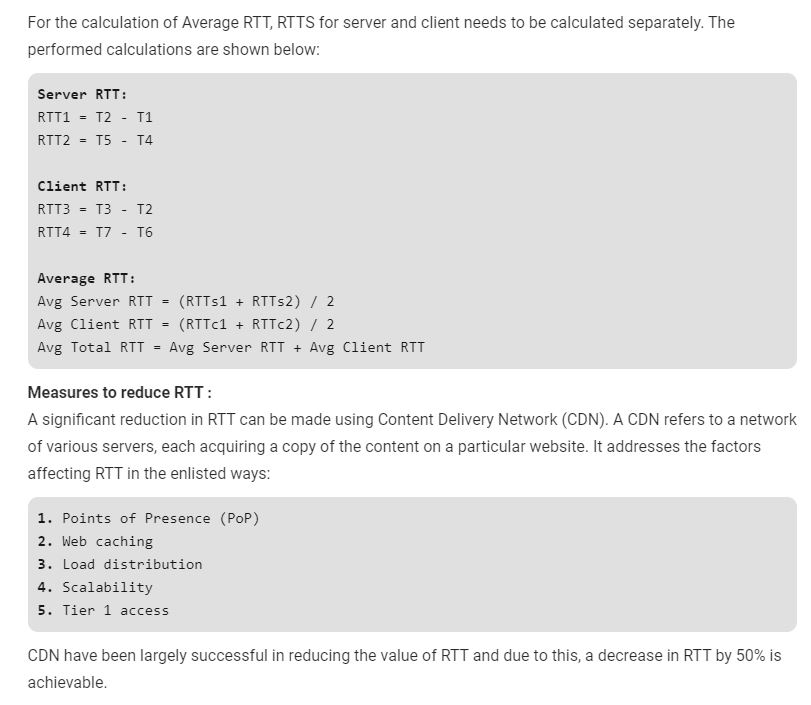 For the calculation of Average RTT, RTTS for server and client needs to be calculated separately. The
performed calculations are shown below:
Server RTT:
RTT1 = T2 - T1
RTT2 = T5 - T4
Client RTT:
RTT3 = T3 - T2
RTT4 = T7 - T6
Average RTT:
Avg Server RTT = (RTTs1 + RTTs2) / 2
Avg Client RTT = (RTTc1 + RTTc2) / 2
Avg Total RTT = Avg Server RTT + Avg Client RTT
Measures to reduce RTT :
A significant reduction in RTT can be made using Content Delivery Network (CDN). A CDN refers to a network
of various servers, each acquiring a copy of the content on a particular website. It addresses the factors
affecting RTT in the enlisted ways:
1. Points of Presence (PoP)
2. Web caching
3. Load distribution
4. Scalability
5. Tier 1 access
CDN have been largely successful in reducing the value of RTT and due to this, a decrease in RTT by 50% is
achievable.